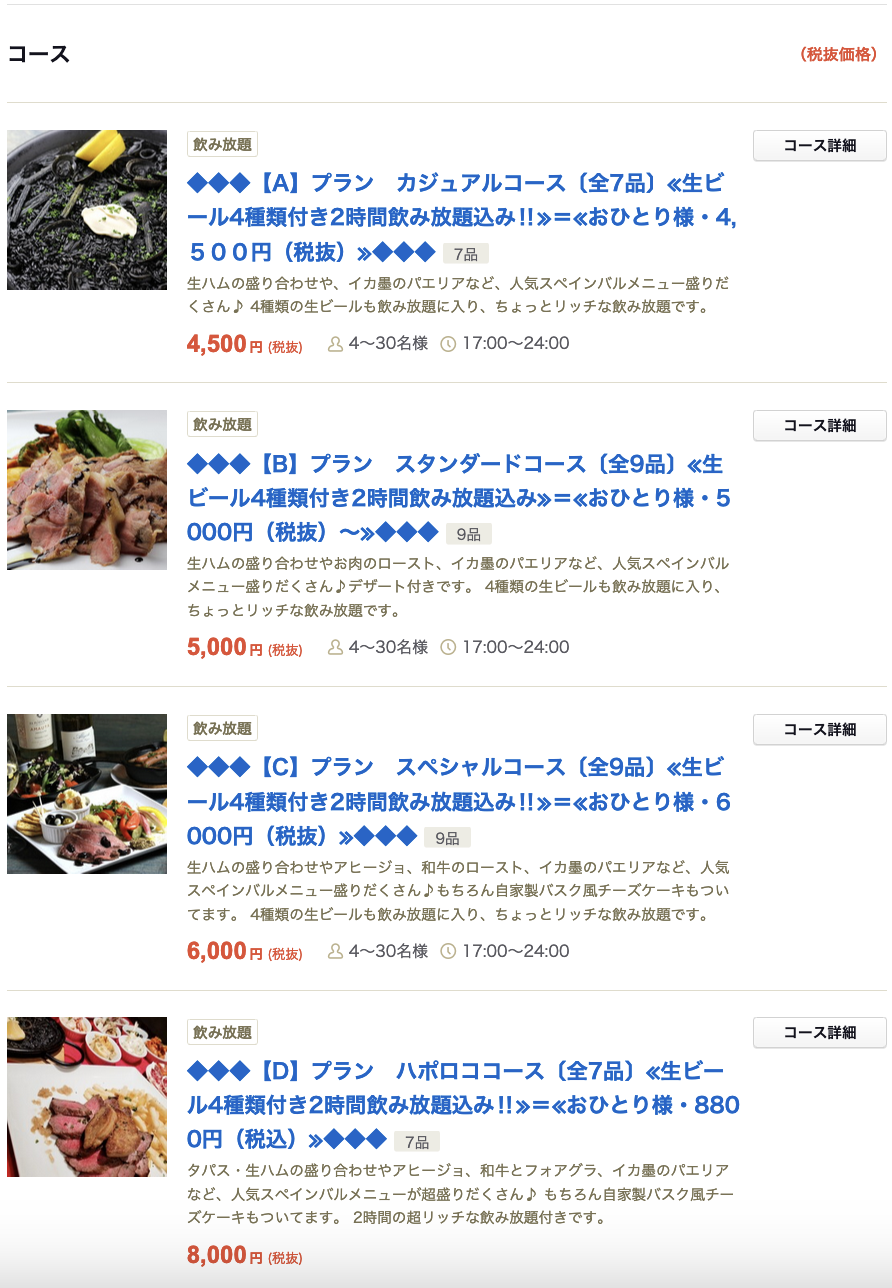 コース
（税抜価格）
飲み放題
コース詳細
◆◆◆【A】プラン　カジュアルコース〔全7品〕≪生ビ
ール4種類付き2時間飲み放題込み!!≫＝≪おひとり様・4,
５００円（税抜）≫◆◆◆ 7品
生ハムの盛り合わせや、イカ墨のパエリアなど、人気スペインバルメニュー盛りだ
くさん♪ 4種類の生ビールも飲み放題に入り、ちょっとリッチな飲み放題です。
4,500円 (税抜) 4〜30名様 17:00〜24:00
飲み放題
コース詳細
◆◆◆【B】プラン　スタンダードコース〔全9品〕≪生
ビール4種類付き2時間飲み放題込み≫＝≪おひとり様・5
000円（税抜）〜≫◆◆◆ 9品
生ハムの盛り合わせやお肉のロースト、イカ墨のパエリアなど、人気スペインバル
メニュー盛りだくさん♪デザート付きです。 4種類の生ビールも飲み放題に入り、
ちょっとリッチな飲み放題です。
5,000円 (税抜) 4〜30名様 17:00〜24:00
飲み放題
コース詳細
◆◆◆【C】プラン　スペシャルコース〔全9品〕≪生ビ
ール4種類付き2時間飲み放題込み!!≫＝≪おひとり様・6
000円（税抜）≫◆◆◆ 9品
生ハムの盛り合わせやアヒージョ、和牛のロースト、イカ墨のパエリアなど、人気
スペインバルメニュー盛りだくさん♪もちろん自家製バスク風チーズケーキもつい
てます。 4種類の生ビールも飲み放題に入り、ちょっとリッチな飲み放題です。
6,000円 (税抜) 4〜30名様 17:00〜24:00
飲み放題
コース詳細
◆◆◆【D】プラン　ハポロココース〔全7品〕≪生ビー
ル4種類付き2時間飲み放題込み!!≫＝≪おひとり様・880
0円（税込）≫◆◆◆ 7品
タパス・生ハムの盛り合わせやアヒージョ、和牛とフォアグラ、イカ墨のパエリア
など、人気スペインバルメニューが超盛りだくさん♪ もちろん自家製バスク風チー
ズケーキもついてます。 2時間の超リッチな飲み放題付きです。
8,000円 (税抜)